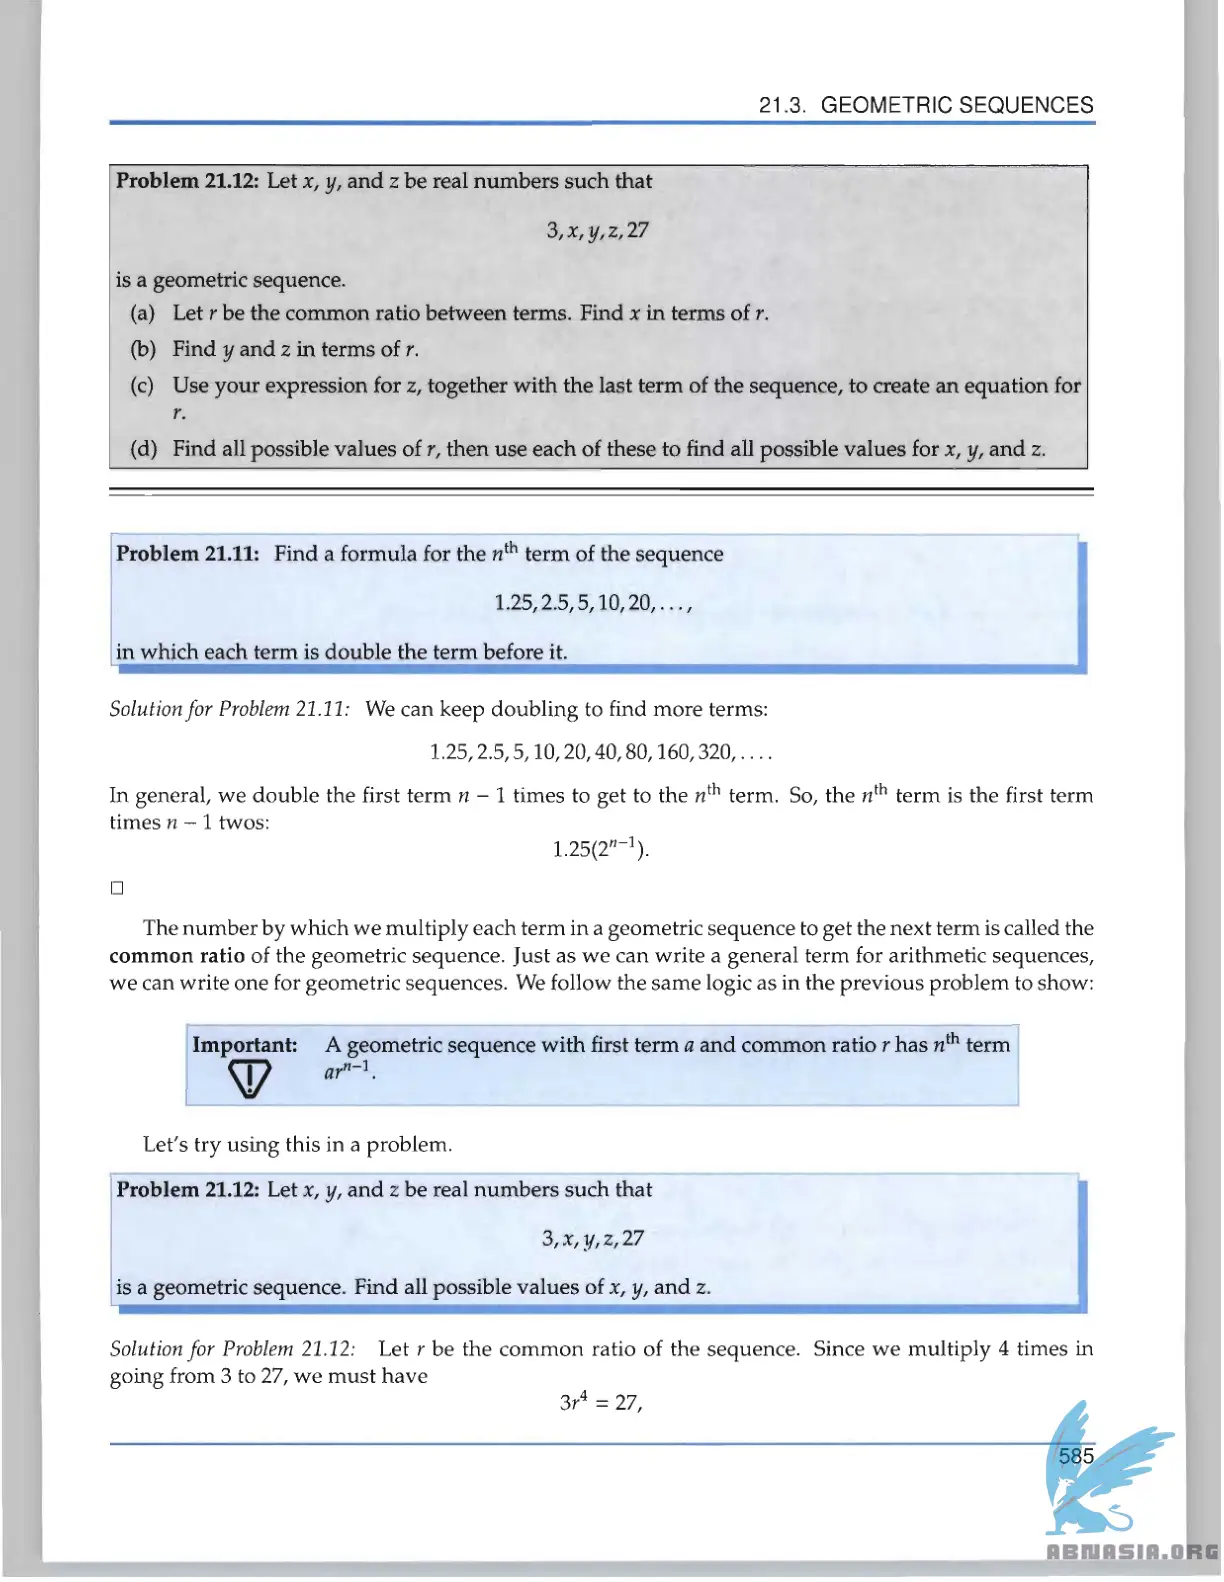 21.3. GEOMETRIC SEQUENCES
Problem 21.12: Let x, y, and z be real numbers such that
3, x, y, z, 27
is a geometric sequence.
(a) Let r be the common ratio between terms. Find x in terms of r.
(b) Find y and z in terms of r.
(c) Use your expression for z, together with the last term of the sequence, to create an equation for
r.
(d) Find all possible values of r, then use each of these to find all possible values for x, y, and z.
Problem 21.11: Find a formula for the nth term of the sequence
1.25, 2.5, 5, 10, 20, . . . ,
in which each term is double the term before it.
Solution for Problem 21.11: We can keep doubling to find more terms:
1.25, 2.5, 5, 10, 20, 40, 80, 160, 320, . . . .
In general, we double the first term n − 1 times to get to the nth term. So, the nth term is the first term
times n − 1 twos:
1.25(2ⁿ⁻¹).
□
The number by which we multiply each term in a geometric sequence to get the next term is called the
common ratio of the geometric sequence. Just as we can write a general term for arithmetic sequences,
we can write one for geometric sequences. We follow the same logic as in the previous problem to show:
Important: A geometric sequence with first term a and common ratio r has nth term
arⁿ⁻¹.
Let's try using this in a problem.
Problem 21.12: Let x, y, and z be real numbers such that
3, x, y, z, 27
is a geometric sequence. Find all possible values of x, y, and z.
Solution for Problem 21.12: Let r be the common ratio of the sequence. Since we multiply 4 times in
going from 3 to 27, we must have
3r⁴ = 27,
585
ABNASIA.ORG